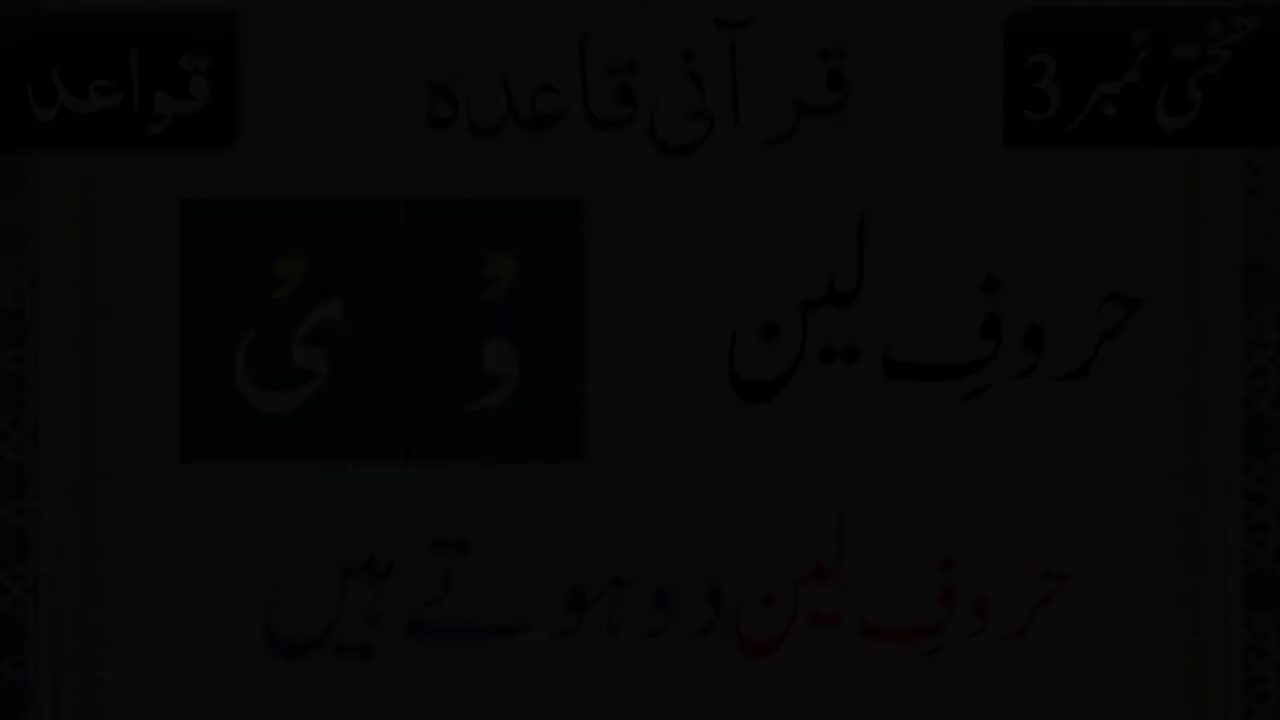 تختی نمبر 3
قرآنی قاعدہ
قواعد
حروفِ لین
وْ یْ
حروفِ لین دو ہوتے ہیں